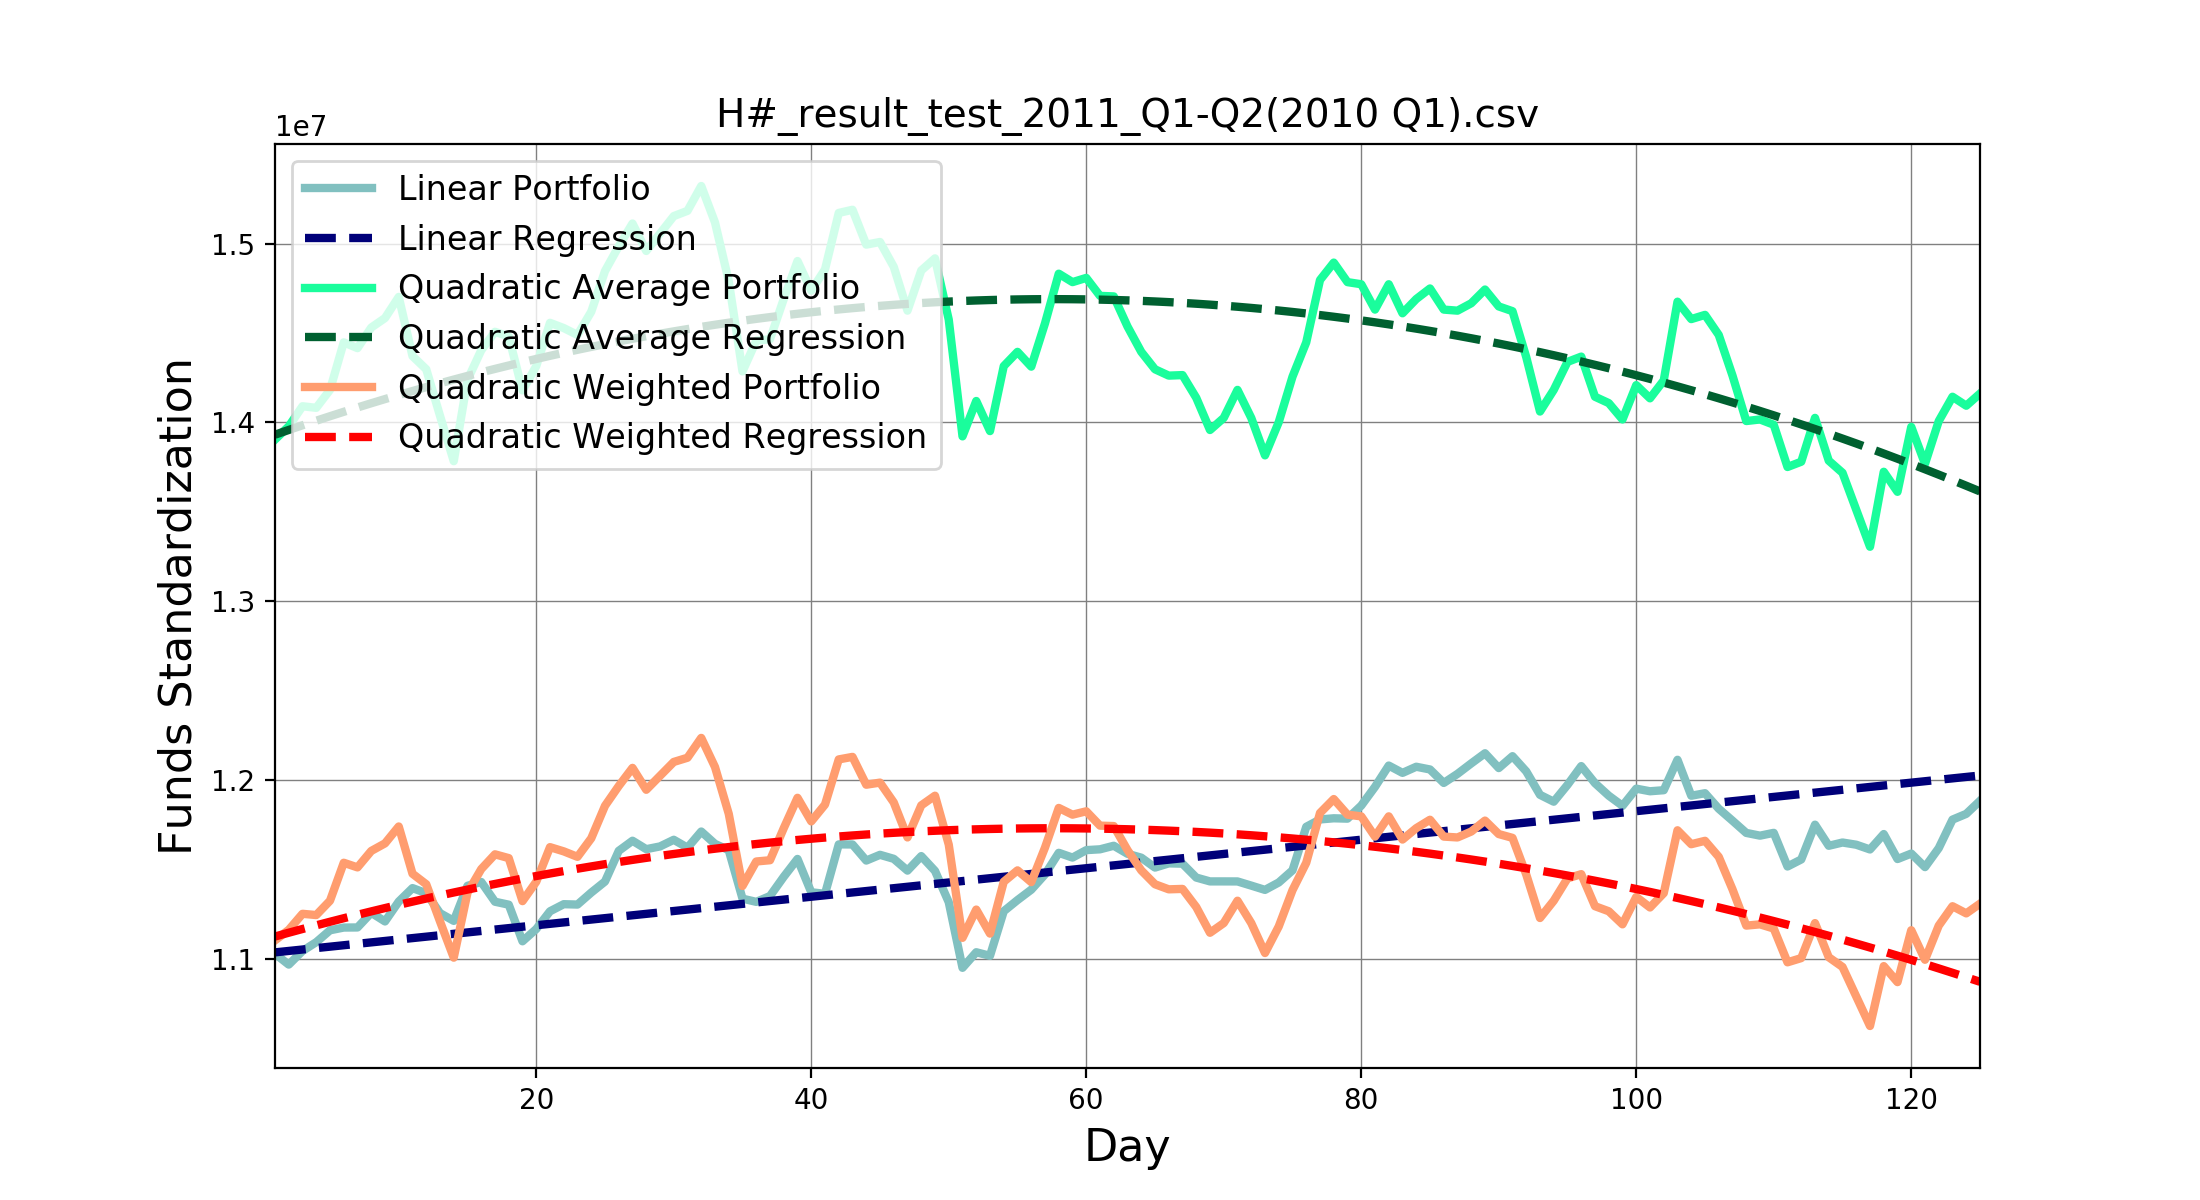 H#_result_test_2011_Q1-Q2(2010 Q1).csv
1e7
Linear Portfolio
Linear Regression
Quadratic Average Portfolio
Quadratic Average Regression
Quadratic Weighted Portfolio
Quadratic Weighted Regression
1.5
1.4
1.3
1.2
1.1
Funds Standardization
20 40 60 80 100 120
Day